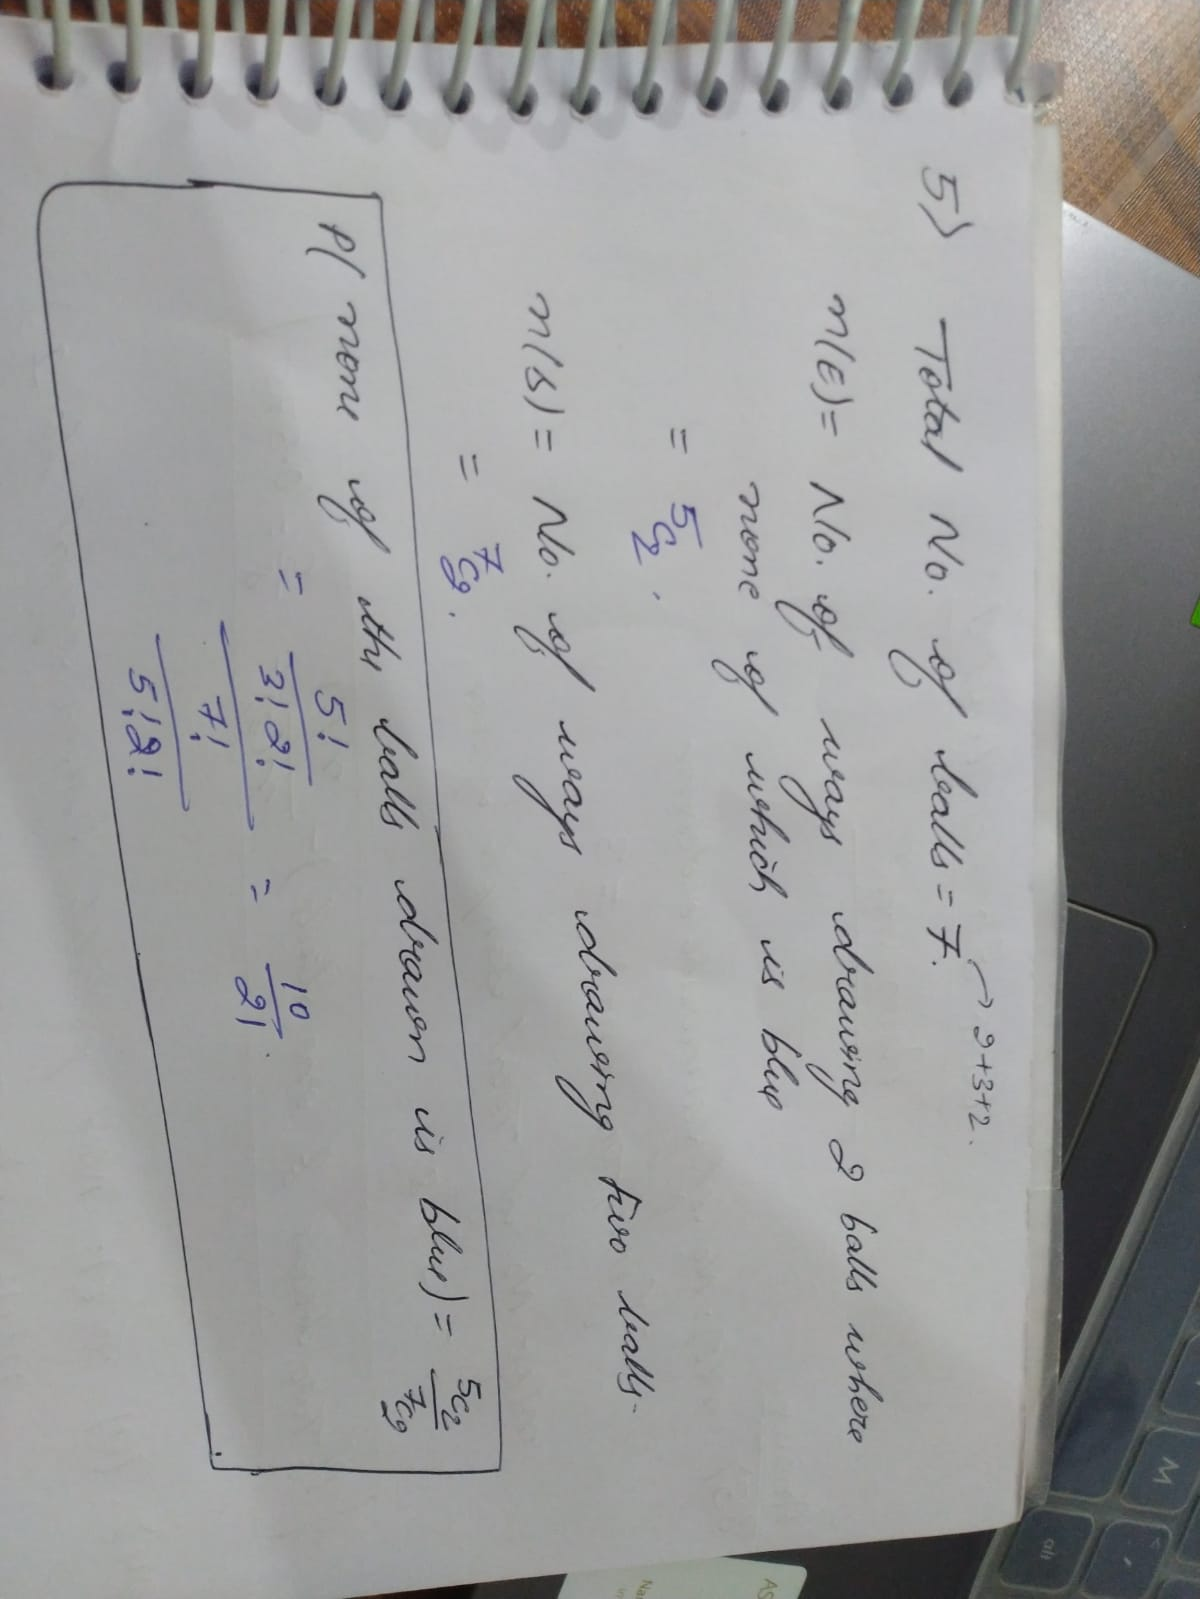 5) Total No. of balls = 7. → 2+3+2.
n(E) = No. of ways drawing 2 balls where
none of which is blue
= 5C2.
n(S) = No. of ways drawing two balls.
= 7C2.
P(none of the balls drawn is blue) = 5C2/7C2
= 5!/3!2! / 7!/5!2! = 10/21.
M
alt
AS